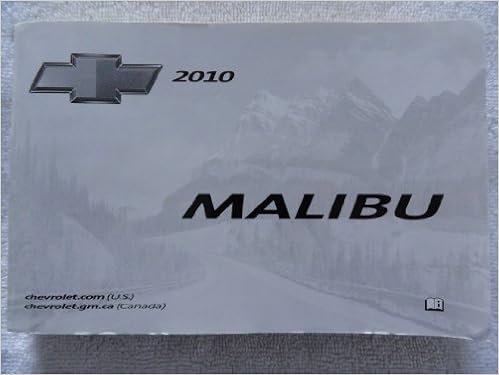 2010
MALIBU
chevrolet.com (U.S.)
chevrolet.gm.ca (Canada)